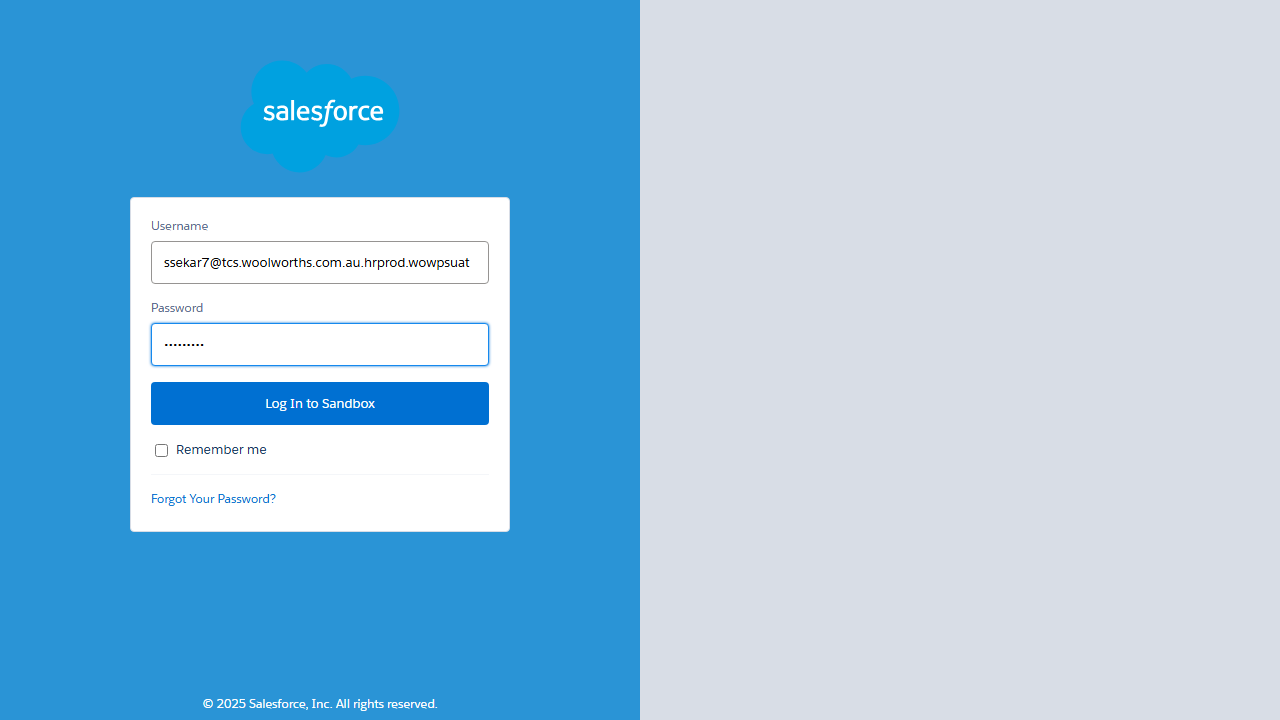 salesforce
Username
ssekar7@tcs.woolworths.com.au.hrprod.wowpsuat
Password
•••••••••
Log In to Sandbox
Remember me
Forgot Your Password?
© 2025 Salesforce, Inc. All rights reserved.